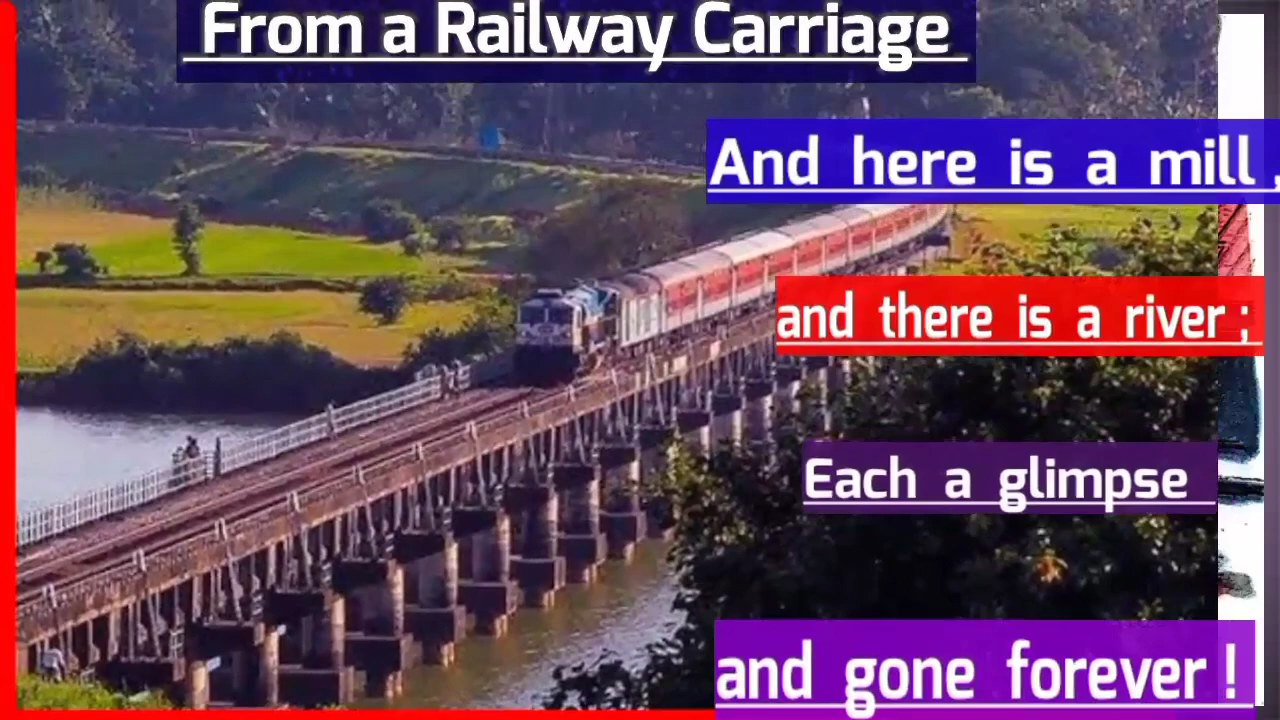 From a Railway Carriage
And here is a mill,
and there is a river;
Each a glimpse
and gone forever!